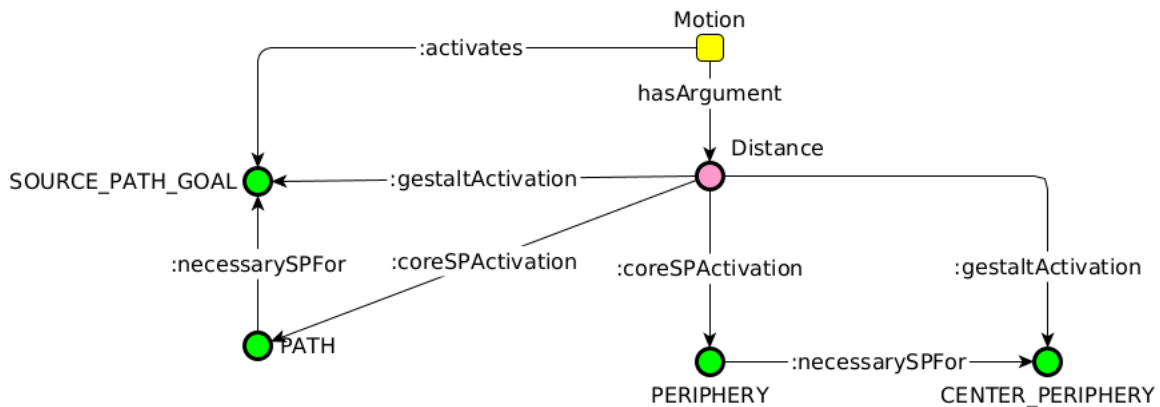 Motion
:activates
hasArgument
Distance
SOURCE_PATH_GOAL
:gestaltActivation
:necessarySPFor
:coreSPActivation
:coreSPActivation
:gestaltActivation
PATH
:necessarySPFor
PERIPHERY
CENTER_PERIPHERY